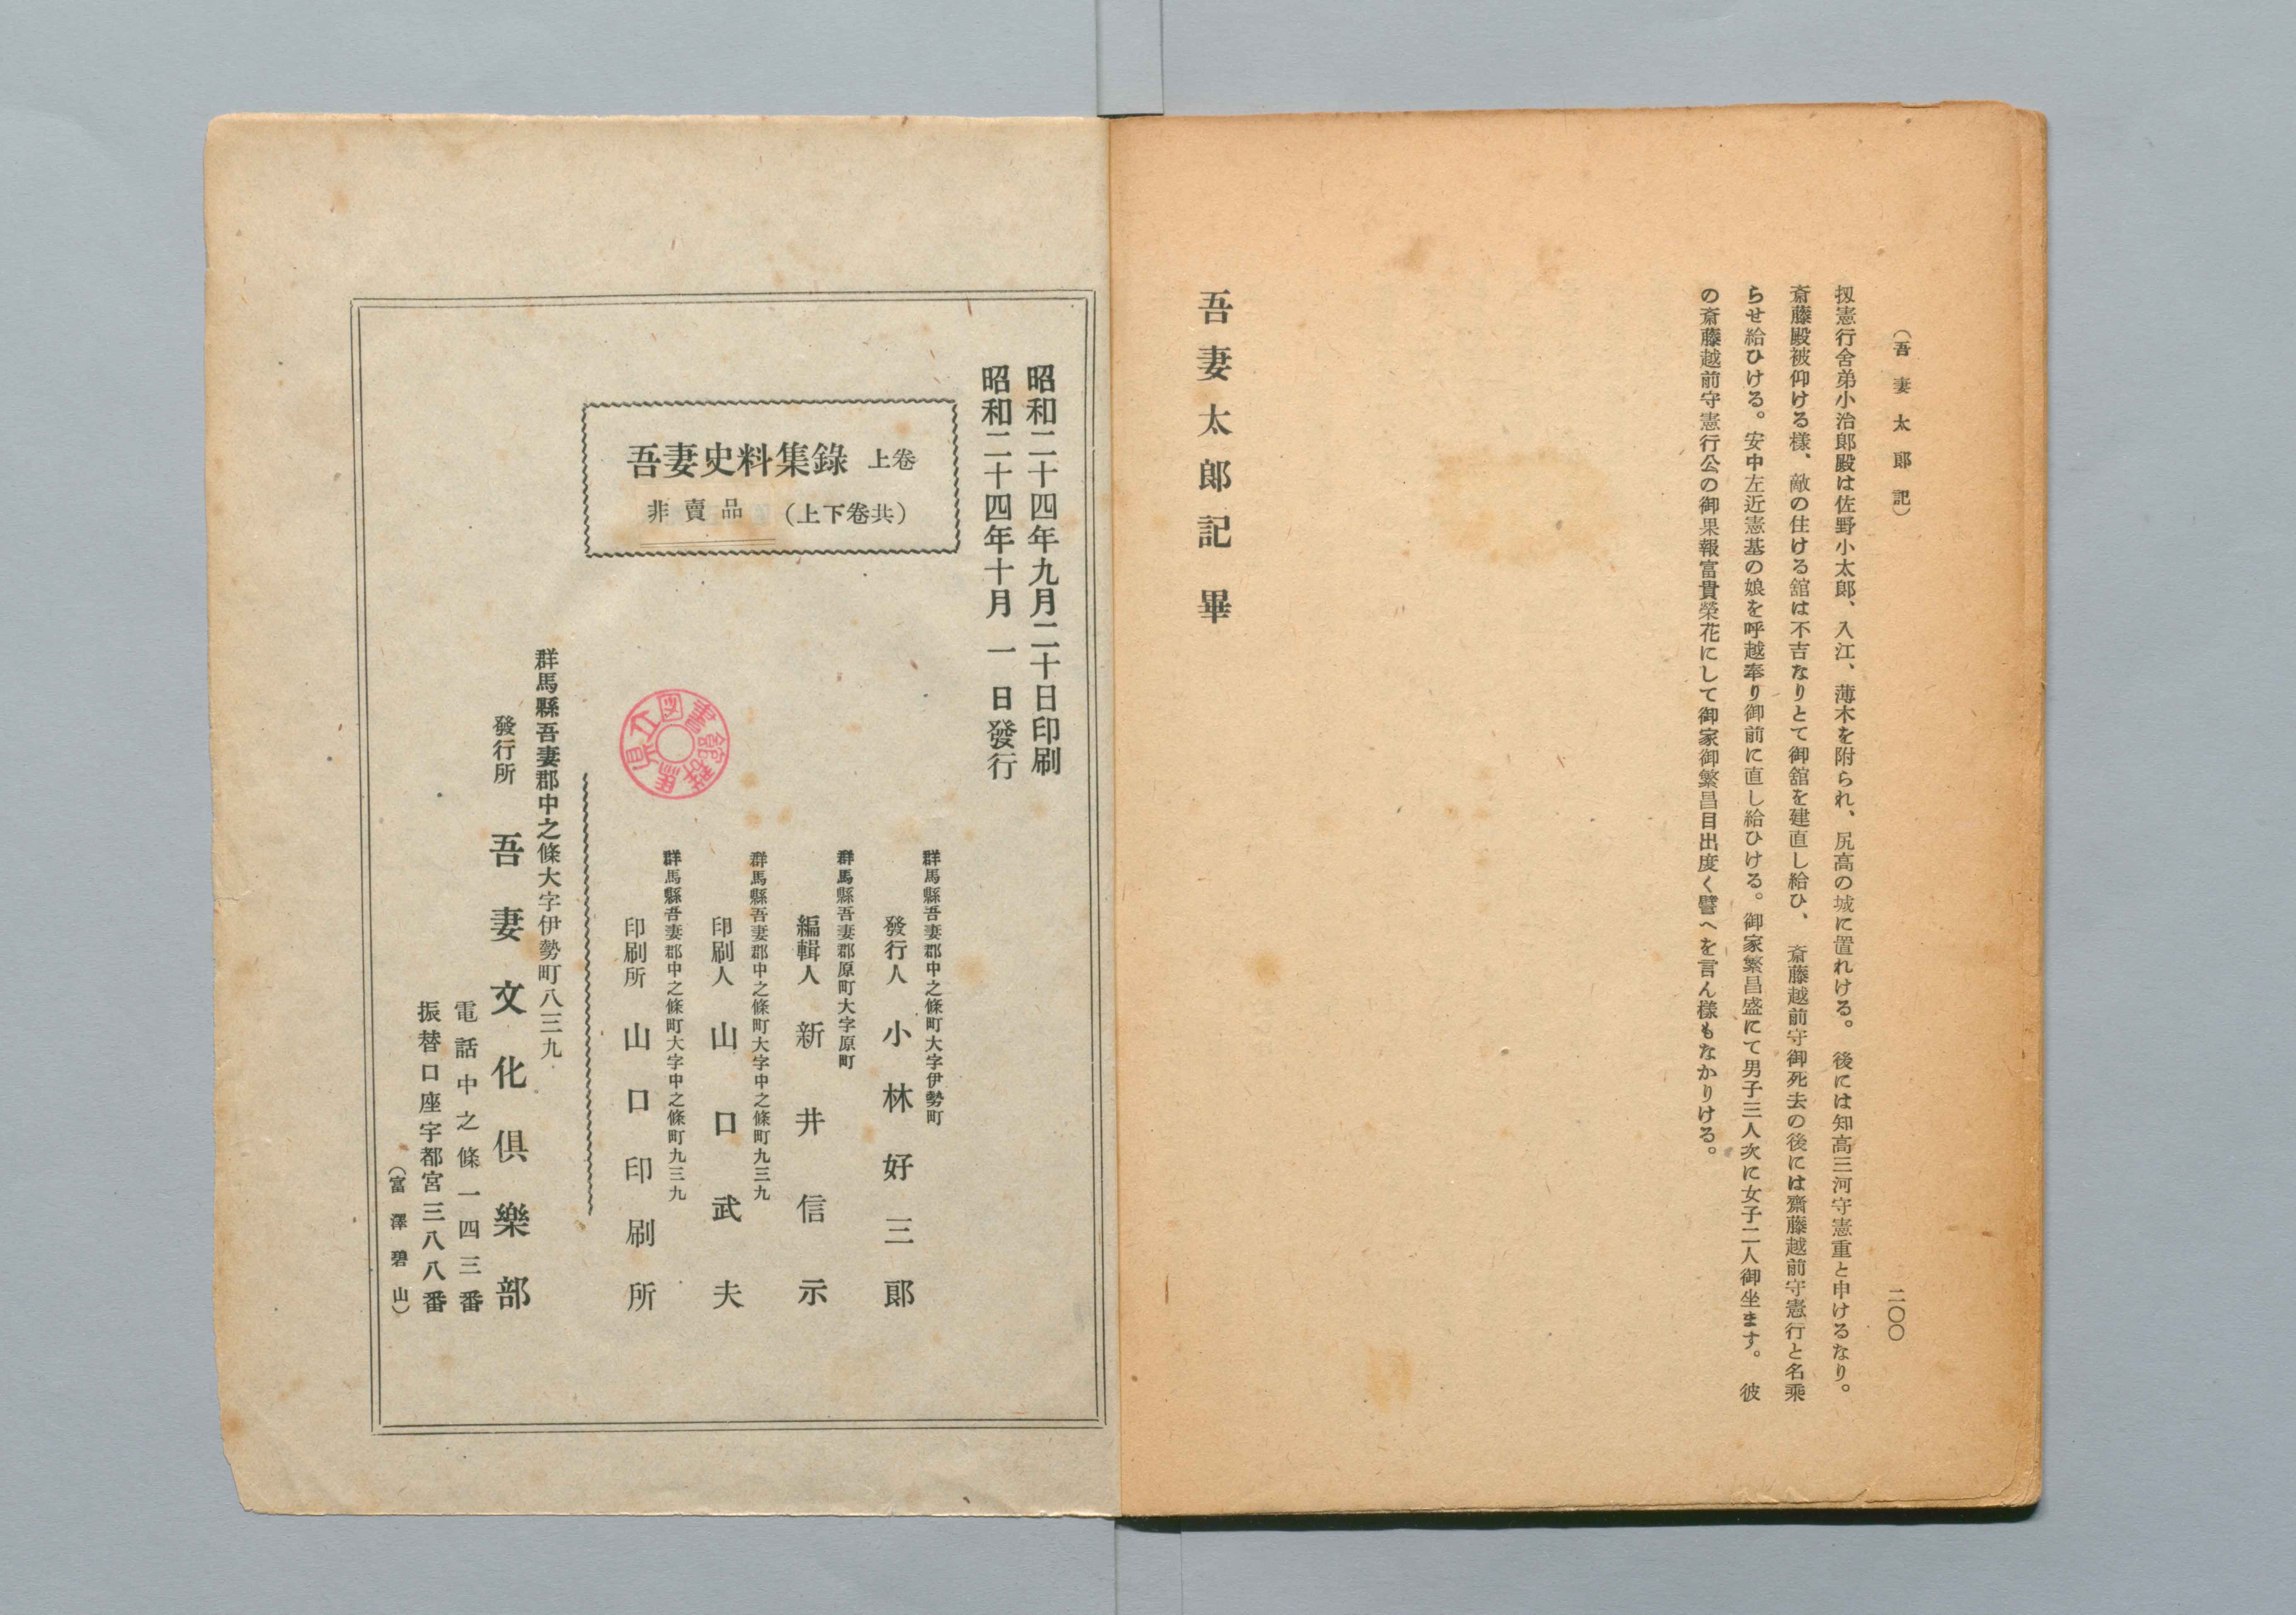 (吾妻太郎記)
二〇〇
扨憲行舍弟小治郎殿は佐野小太郎、入江、薄木を附られ、尻高の城に置れける。後には知高三河守憲重と申けるなり。
斎藤殿被仰ける樣、敵の住ける舘は不吉なりとて御舘を建直し給ひ、斎藤越前守御死去の後には齋藤越前守憲行と名乘
らせ給ひける。安中左近憲基の娘を呼越奉り御前に直し給ひける。御家繁昌盛にて男子三人次に女子二人御坐ます。彼
の斎藤越前守憲行公の御果報富貴榮花にして御家御繁昌目出度く譬へを言ん樣もなかりける。
吾妻太郎記 畢
昭和二十四年九月二十日印刷
昭和二十四年十月一日發行
吾妻史料集錄 上卷
非賣品 (上下卷共)
群馬縣吾妻郡中之條町大字伊勢町
發行人 小林好三郎
群馬縣吾妻郡原町大字原町
編輯人 新井信示
群馬縣吾妻郡中之條町大字中之條町九三九
印刷人 山口武夫
群馬縣吾妻郡中之條町大字中之條町九三九
印刷所 山口印刷所
群馬縣吾妻郡中之條大字伊勢町八三九
發行所 吾妻文化倶樂部
電話中之條一四三番
振替口座宇都宮三八八番
(富澤碧山)